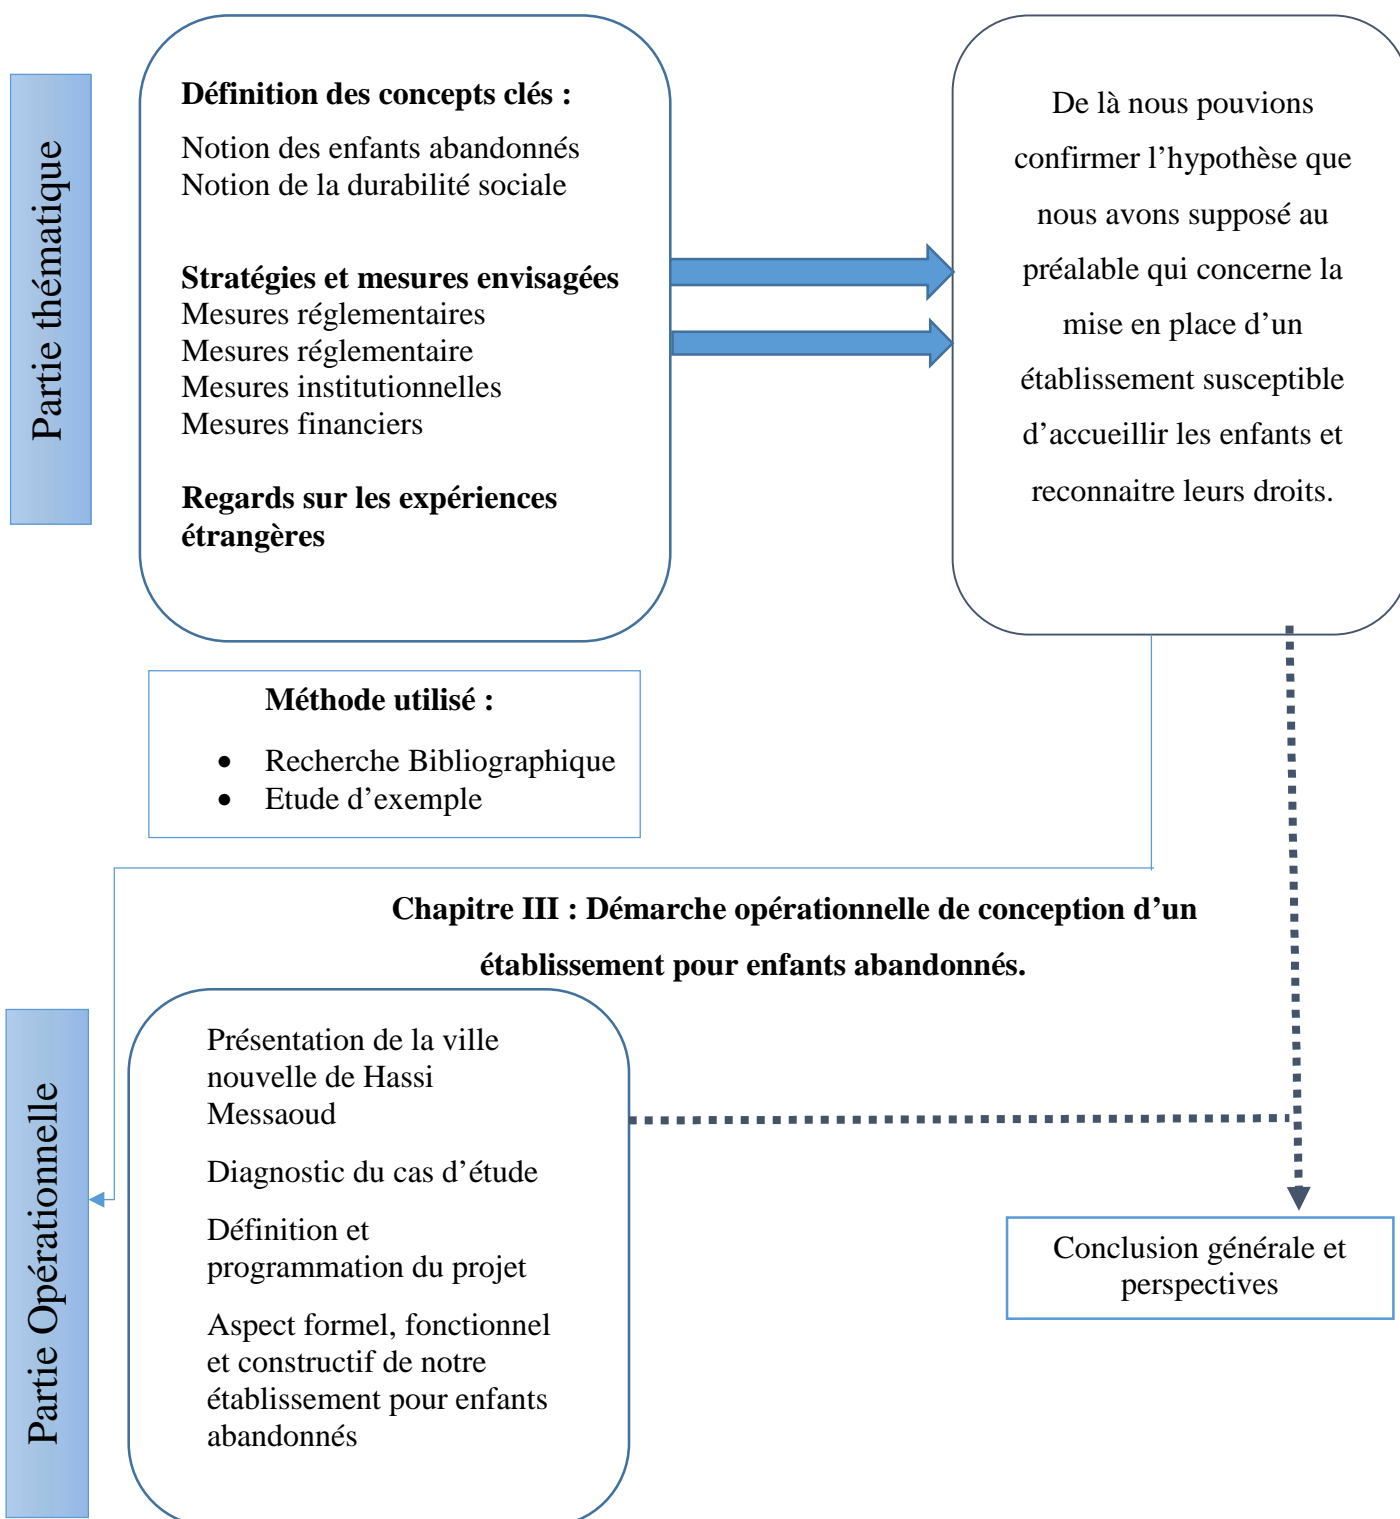 Partie thématique
Définition des concepts clés :
Notion des enfants abandonnés
Notion de la durabilité sociale
Stratégies et mesures envisagées
Mesures réglementaires
Mesures réglementaire
Mesures institutionnelles
Mesures financiers
Regards sur les expériences
étrangères
De là nous pouvions
confirmer l’hypothèse que
nous avons supposé au
préalable qui concerne la
mise en place d’un
établissement susceptible
d’accueillir les enfants et
reconnaitre leurs droits.
Méthode utilisé :
• Recherche Bibliographique
• Etude d’exemple
Chapitre III : Démarche opérationnelle de conception d’un
établissement pour enfants abandonnés.
Partie Opérationnelle
Présentation de la ville
nouvelle de Hassi
Messaoud
Diagnostic du cas d’étude
Définition et
programmation du projet
Aspect formel, fonctionnel
et constructif de notre
établissement pour enfants
abandonnés
Conclusion générale et
perspectives